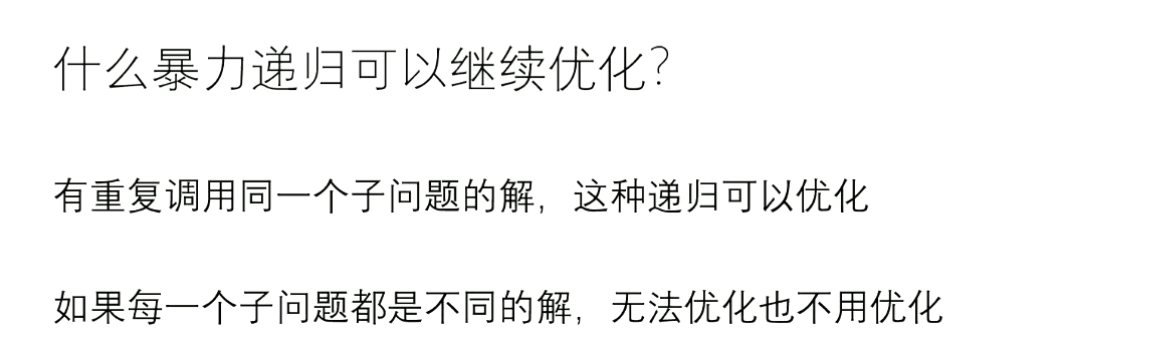 什么暴力递归可以继续优化?
有重复调用同一个子问题的解，这种递归可以优化
如果每一个子问题都是不同的解，无法优化也不用优化